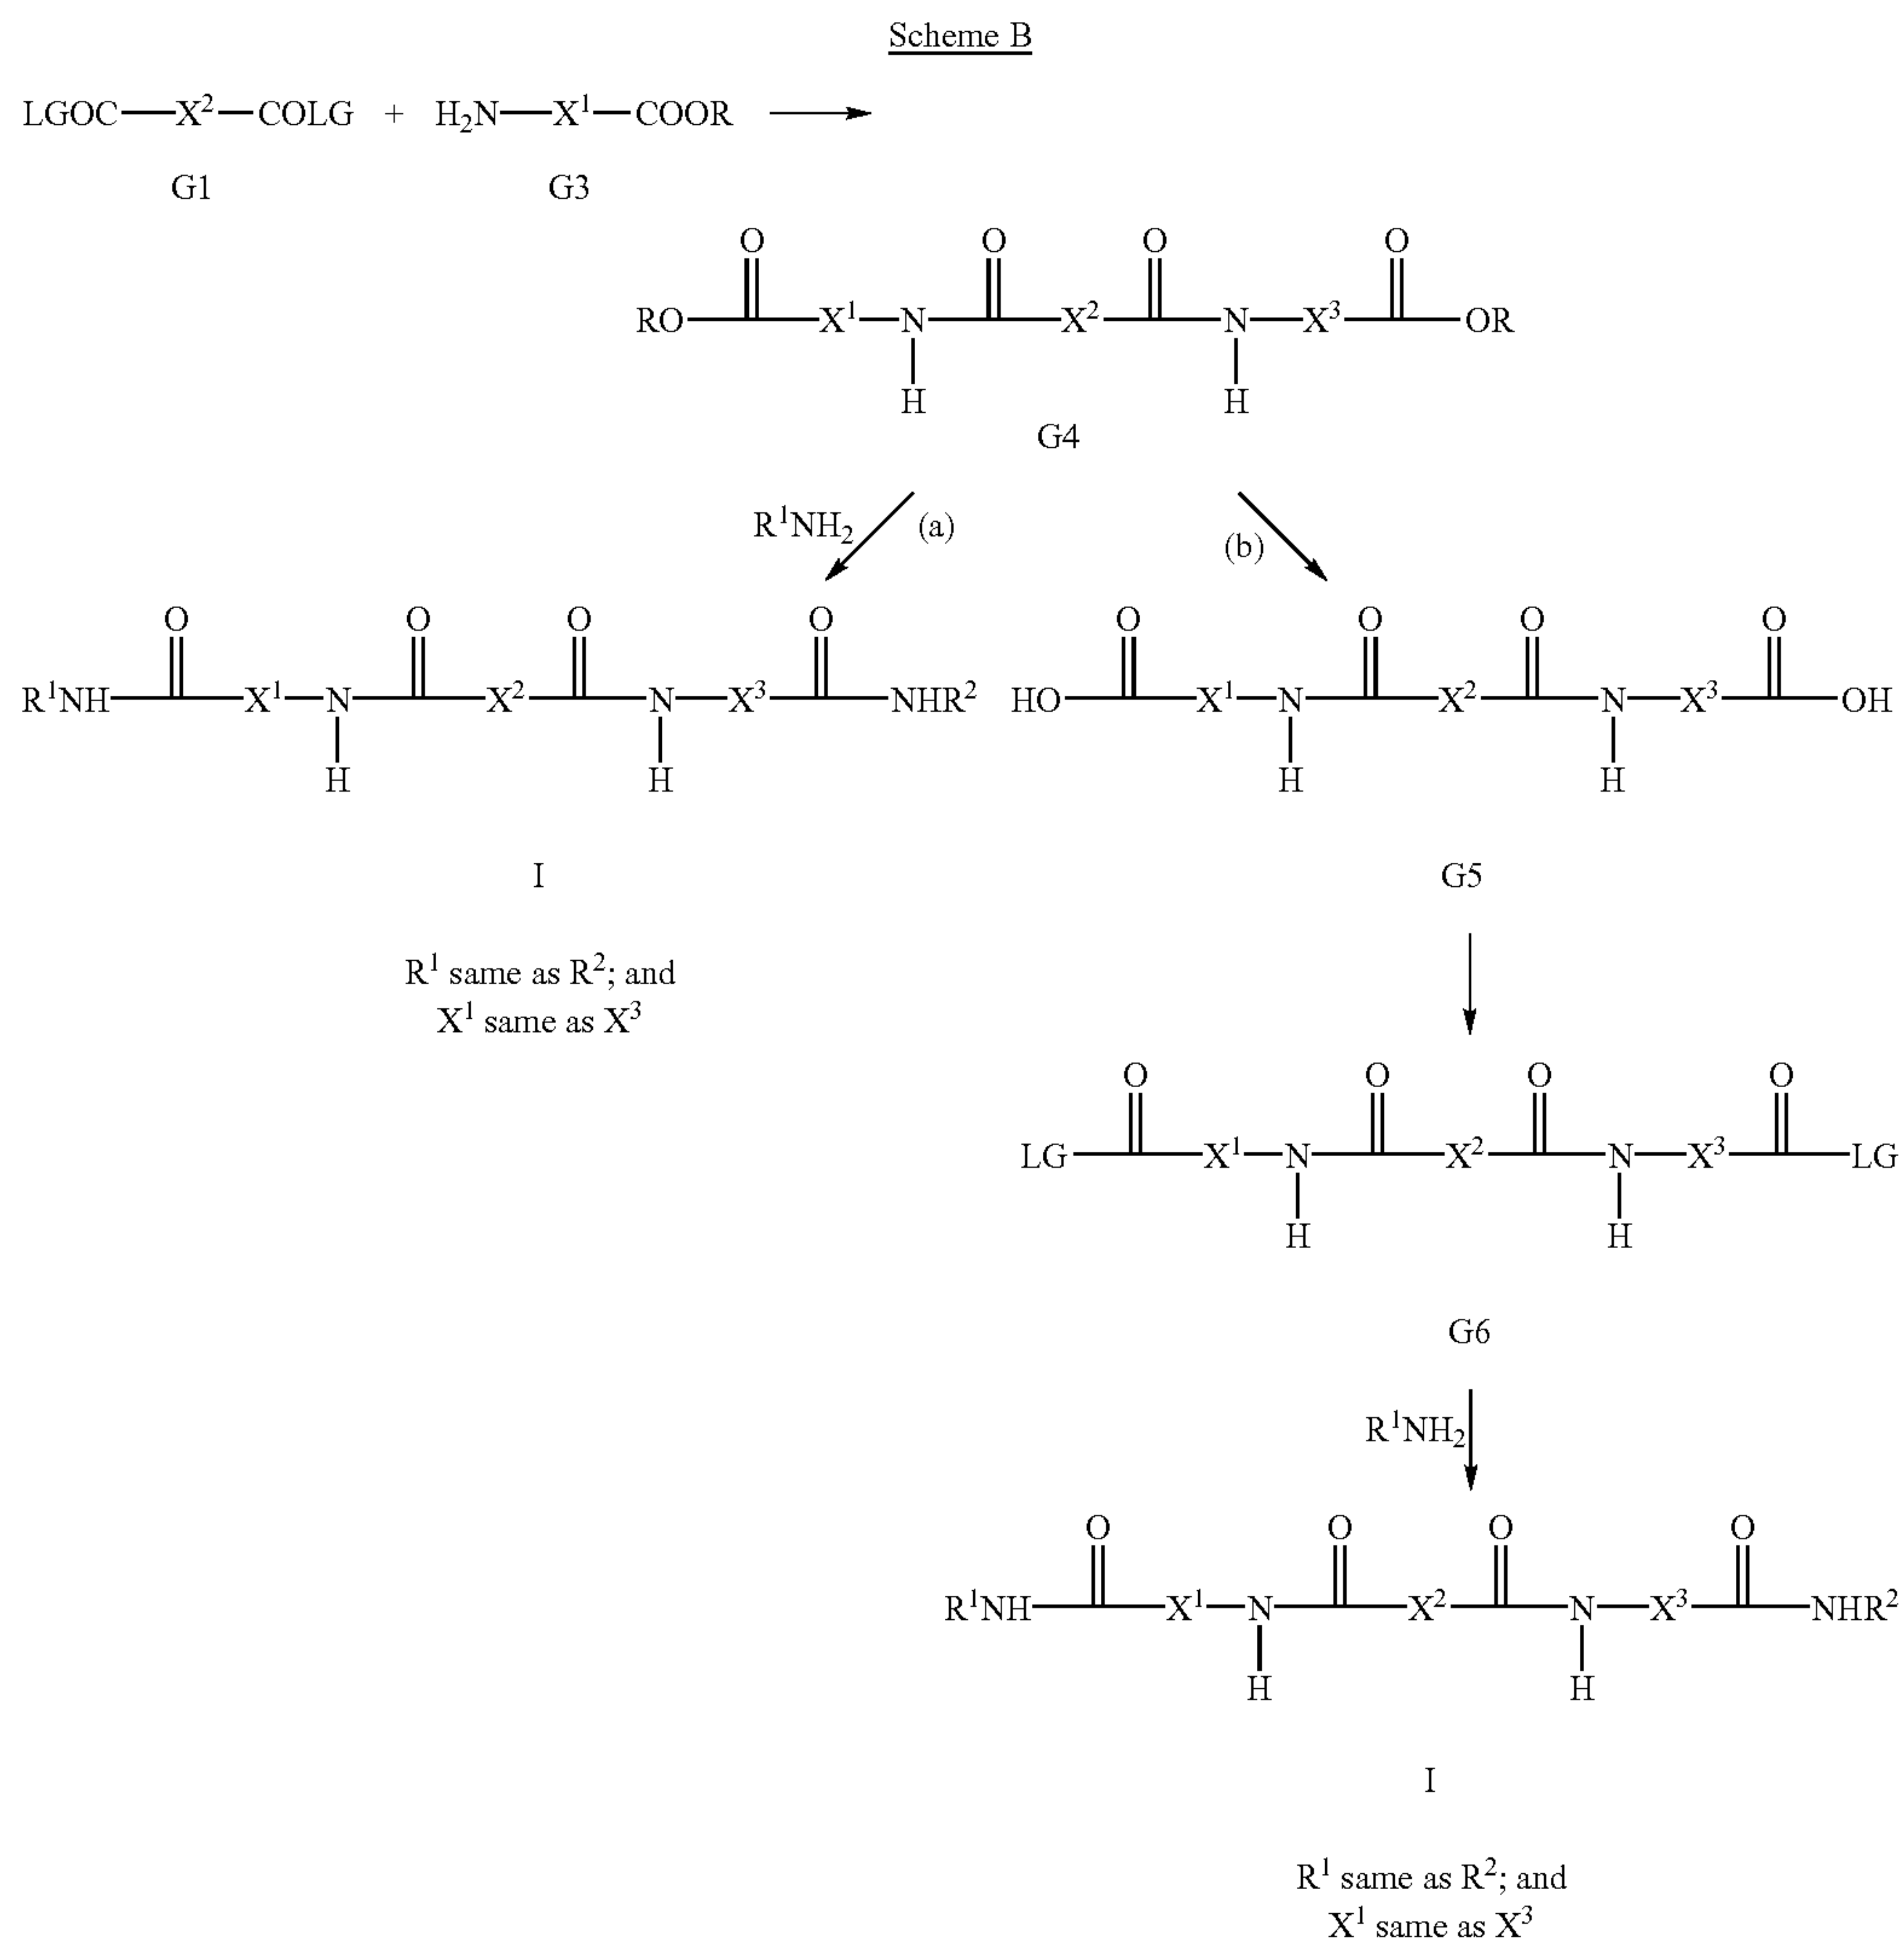 Scheme B
LGOC—X² —COLG + H₂N—X¹—COOR
G1 G3
O O O O
RO X¹ N X² N X³ OR
H H
G4
R¹NH₂ (a) (b)
O O O O O O O O
R¹NH X¹ N X² N X³ NHR² HO X¹ N X² N X³ OH
H H H H
I G5
R¹ same as R²; and
X¹ same as X³
O O O O
LG X¹ N X² N X³ LG
H H
G6
R¹NH₂
O O O O
R¹NH X¹ N X² N X³ NHR²
H H
I
R¹ same as R²; and
X¹ same as X³